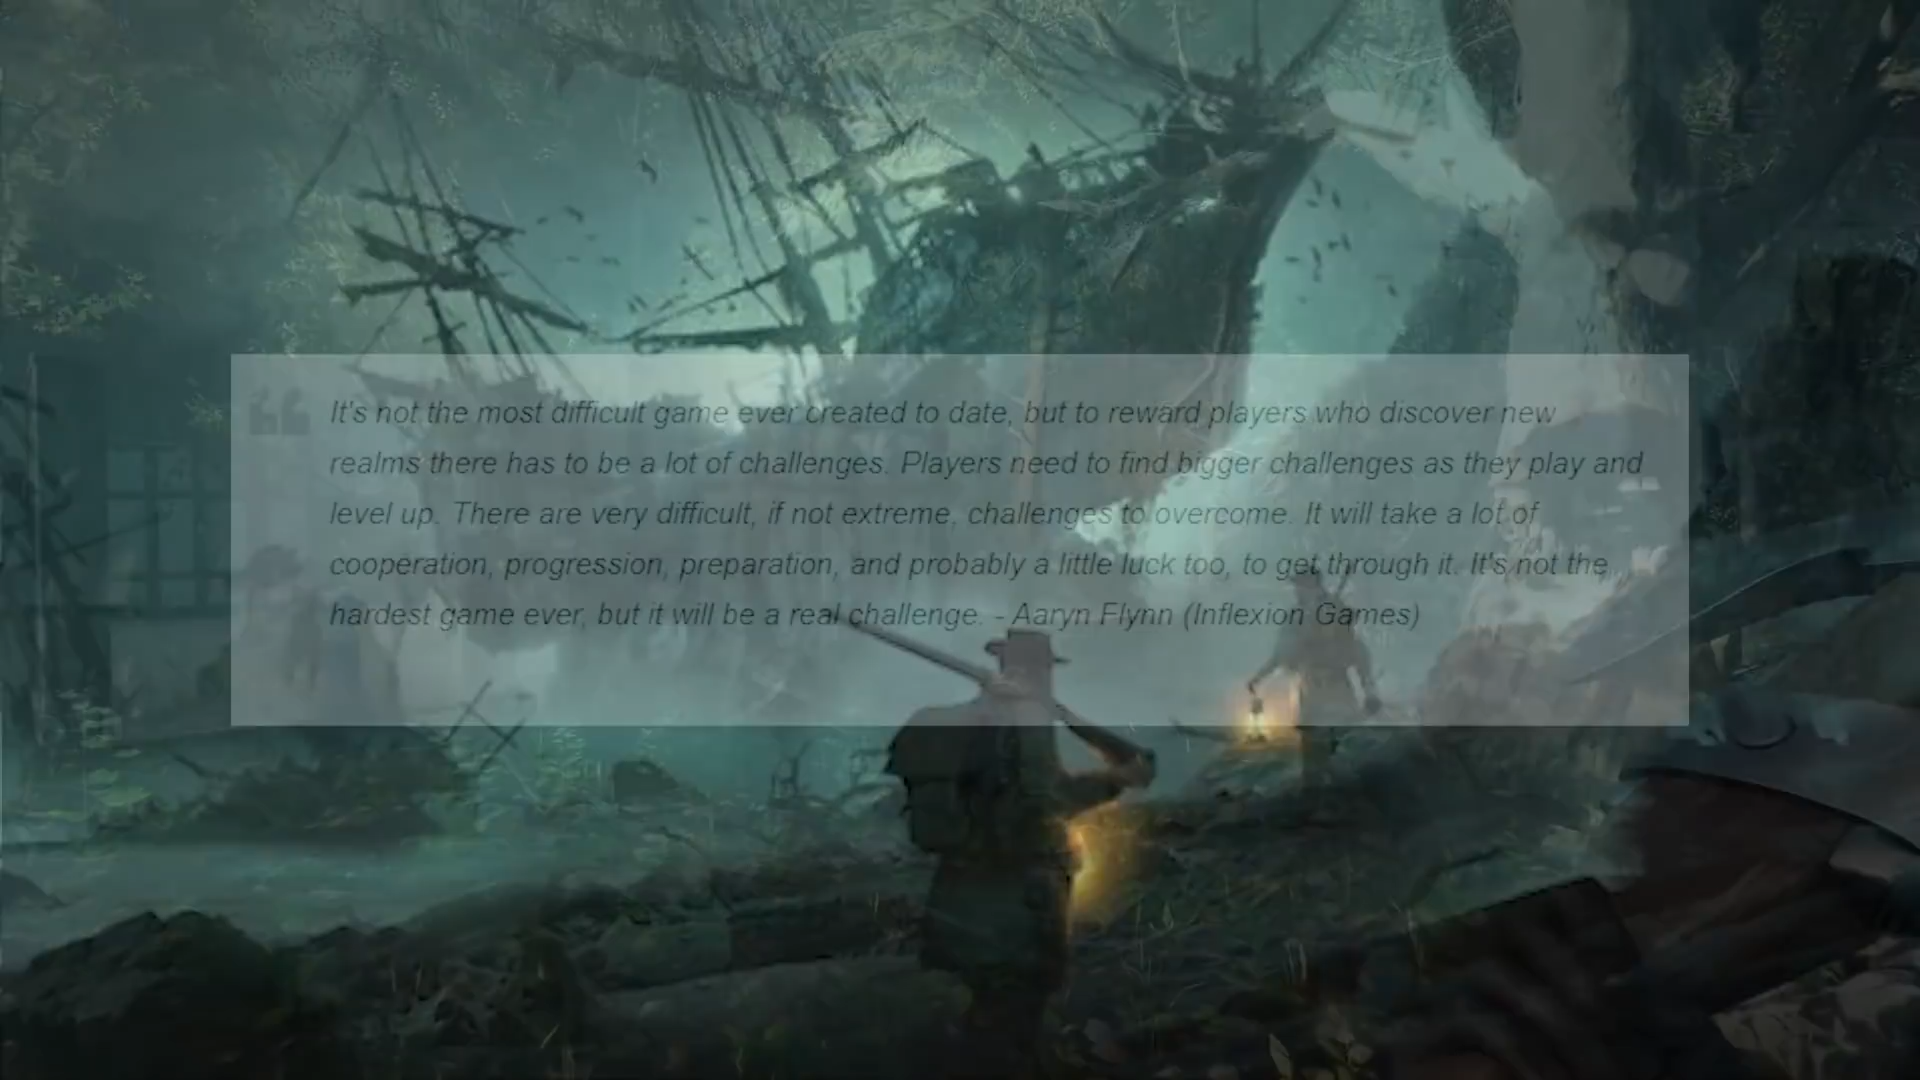 It's not the most difficult game ever created to date, but to reward players who discover new
realms there has to be a lot of challenges. Players need to find bigger challenges as they play and
level up. There are very difficult, if not extreme, challenges to overcome. It will take a lot of
cooperation, progression, preparation, and probably a little luck too, to get through it. It's not the
hardest game ever, but it will be a real challenge. - Aaryn Flynn (Inflexion Games)